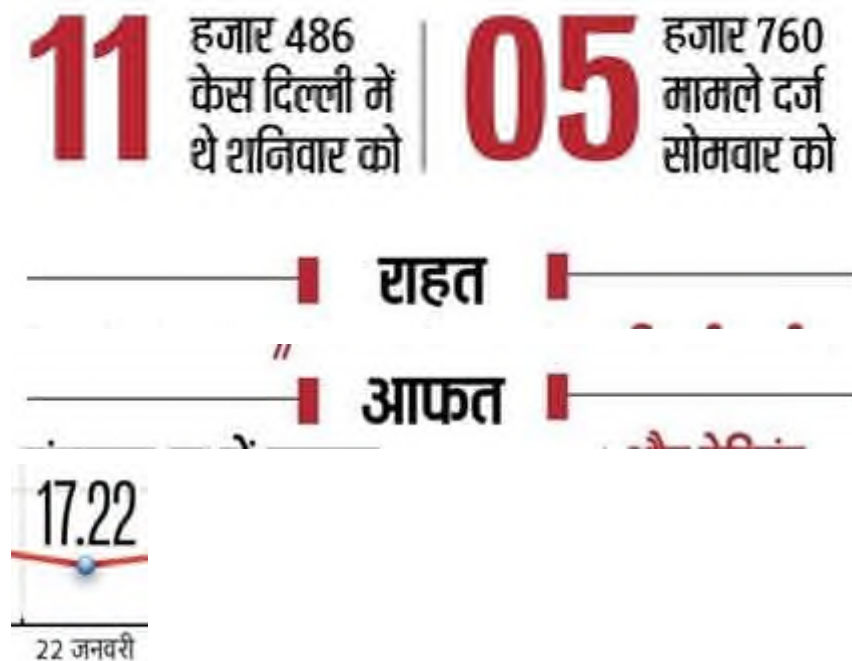 11 हजार 486
केस दिल्ली में
थे शनिवार को
05 हजार 760
मामले दर्ज
सोमवार को
राहत
आफत
17.22
22 जनवरी